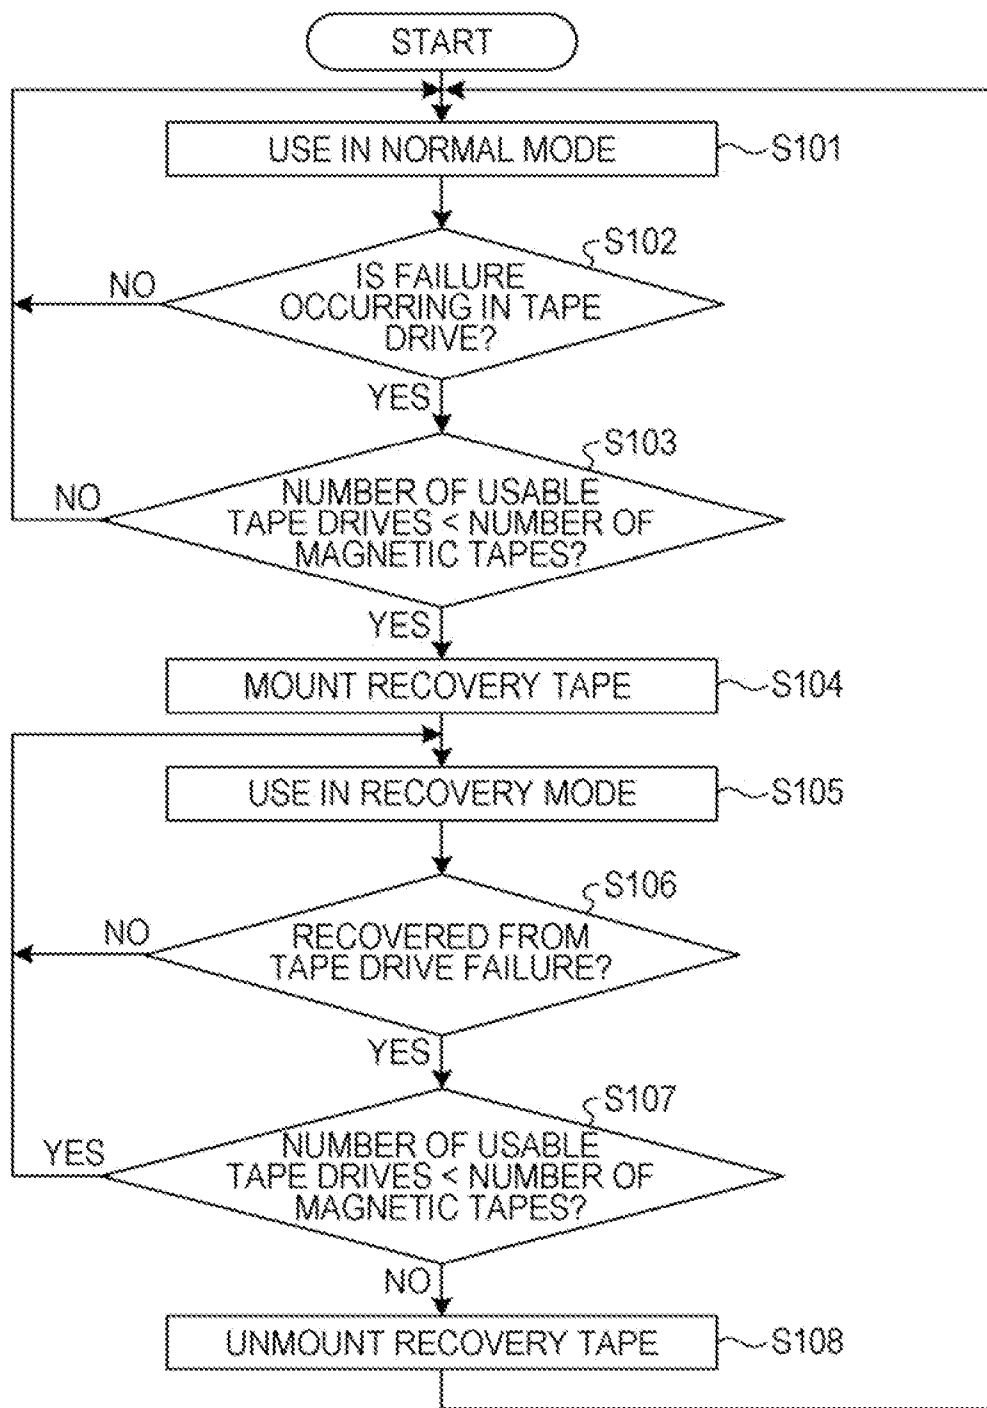 START
USE IN NORMAL MODE
S101
S102
IS FAILURE
OCCURRING IN TAPE
DRIVE?
NO
YES
S103
NUMBER OF USABLE
TAPE DRIVES < NUMBER OF
MAGNETIC TAPES?
NO
YES
MOUNT RECOVERY TAPE
S104
USE IN RECOVERY MODE
S105
S106
RECOVERED FROM
TAPE DRIVE FAILURE?
NO
YES
S107
NUMBER OF USABLE
TAPE DRIVES < NUMBER OF
MAGNETIC TAPES?
YES
NO
UNMOUNT RECOVERY TAPE
S108